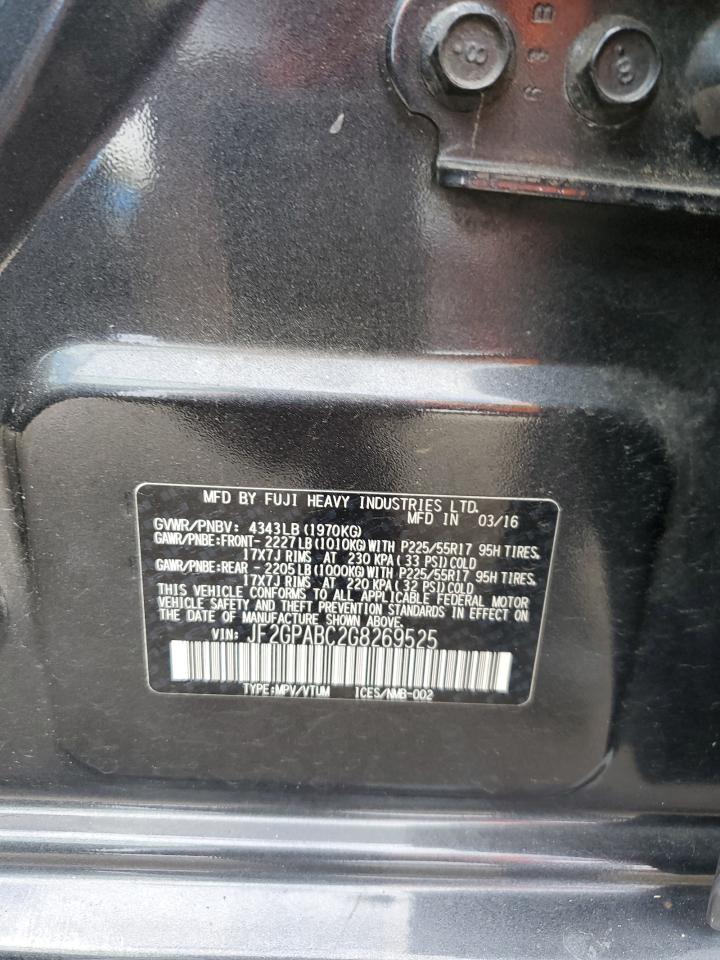 8
6 8 B
8
MFD BY FUJI HEAVY INDUSTRIES LTD.
MFD IN 03/16
GVWR/PNBV: 4343LB(1970KG)
GAWR/PNBE:FRONT- 2227LB(1010KG)WITH P225/55R17 95H TIRES,
17X7J RIMS AT 230 KPA(33 PSI)COLD
GAWR/PNBE:REAR -2205LB(1000KG)WITH P225/55R17 95H TIRES,
17X7J RIMS AT 220 KPA(32 PSI)COLD
THIS VEHICLE CONFORMS TO ALL APPLICABLE FEDERAL MOTOR
VEHICLE SAFETY AND THEFT PREVENTION STANDARDS IN EFFECT ON
THE DATE OF MANUFACTURE SHOWN ABOVE.
VIN: JF2GPABC2G8269525
TYPE:MPV/VTUM ICES/NMB-002